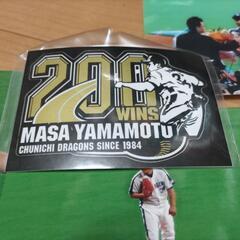 200
WINS
MASA YAMAMOTO
CHUNICHI DRAGONS SINCE 1984